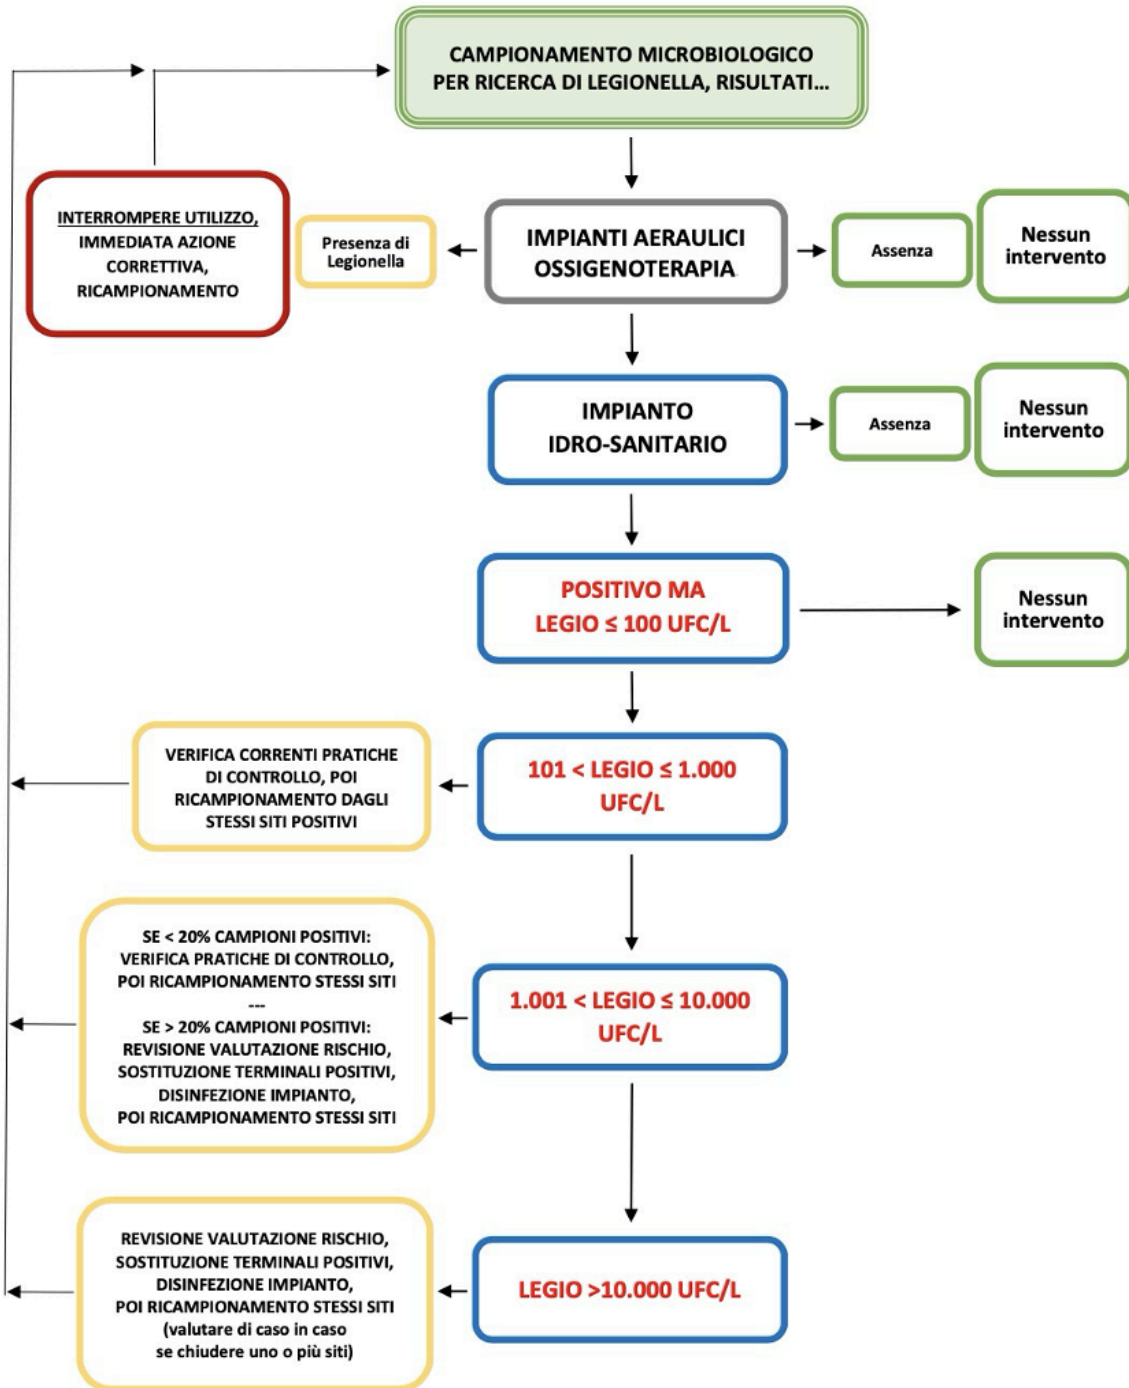 CAMPIONAMENTO MICROBIOLOGICO
PER RICERCA DI LEGIONELLA, RISULTATI...
INTERROMPERE UTILIZZO,
IMMEDIATA AZIONE
CORRETTIVA,
RICAMPIONAMENTO
Presenza di
Legionella
IMPIANTI AERAULICI
OSSIGENOTERAPIA
Assenza
Nessun
intervento
IMPIANTO
IDRO-SANITARIO
Assenza
Nessun
intervento
POSITIVO MA
LEGIO ≤ 100 UFC/L
Nessun
intervento
VERIFICA CORRENTI PRATICHE
DI CONTROLLO, POI
RICAMPIONAMENTO DAGLI
STESSI SITI POSITIVI
101 < LEGIO ≤ 1.000
UFC/L
SE < 20% CAMPIONI POSITIVI:
VERIFICA PRATICHE DI CONTROLLO,
POI RICAMPIONAMENTO STESSI SITI
---
SE > 20% CAMPIONI POSITIVI:
REVISIONE VALUTAZIONE RISCHIO,
SOSTITUZIONE TERMINALI POSITIVI,
DISINFEZIONE IMPIANTO,
POI RICAMPIONAMENTO STESSI SITI
1.001 < LEGIO ≤ 10.000
UFC/L
REVISIONE VALUTAZIONE RISCHIO,
SOSTITUZIONE TERMINALI POSITIVI,
DISINFEZIONE IMPIANTO,
POI RICAMPIONAMENTO STESSI SITI
(valutare di caso in caso
se chiudere uno o più siti)
LEGIO >10.000 UFC/L